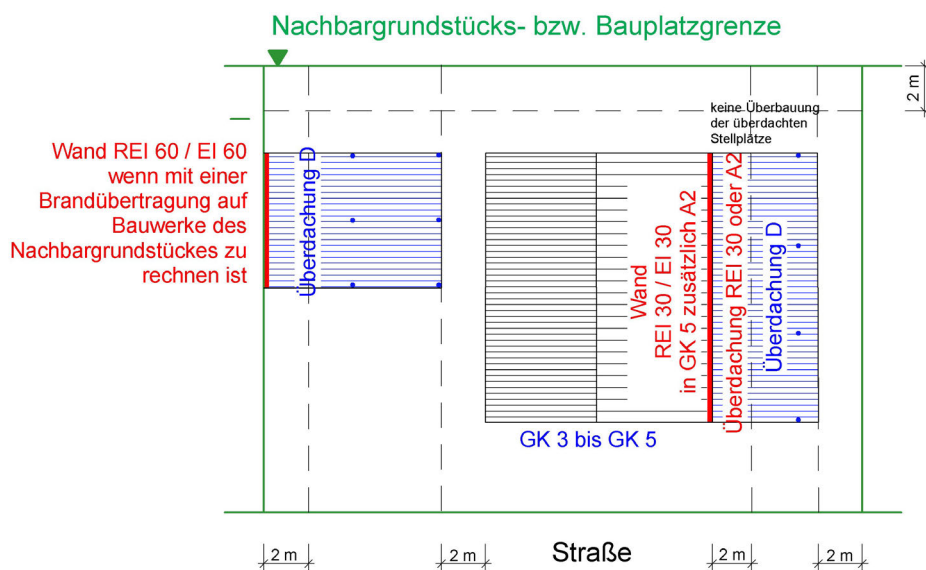 Nachbargrundstücks- bzw. Bauplatzgrenze
2 m
keine Überbauung
der überdachten
Stellplätze
Wand REI 60 / EI 60
wenn mit einer
Brandübertragung auf
Bauwerke des
Nachbargrundstückes zu
rechnen ist
Überdachung D
Wand
REI 30 / EI 30
in GK 5 zusätzlich A2
Überdachung REI 30 oder A2
Überdachung D
GK 3 bis GK 5
2 m
2 m
Straße
2 m
2 m